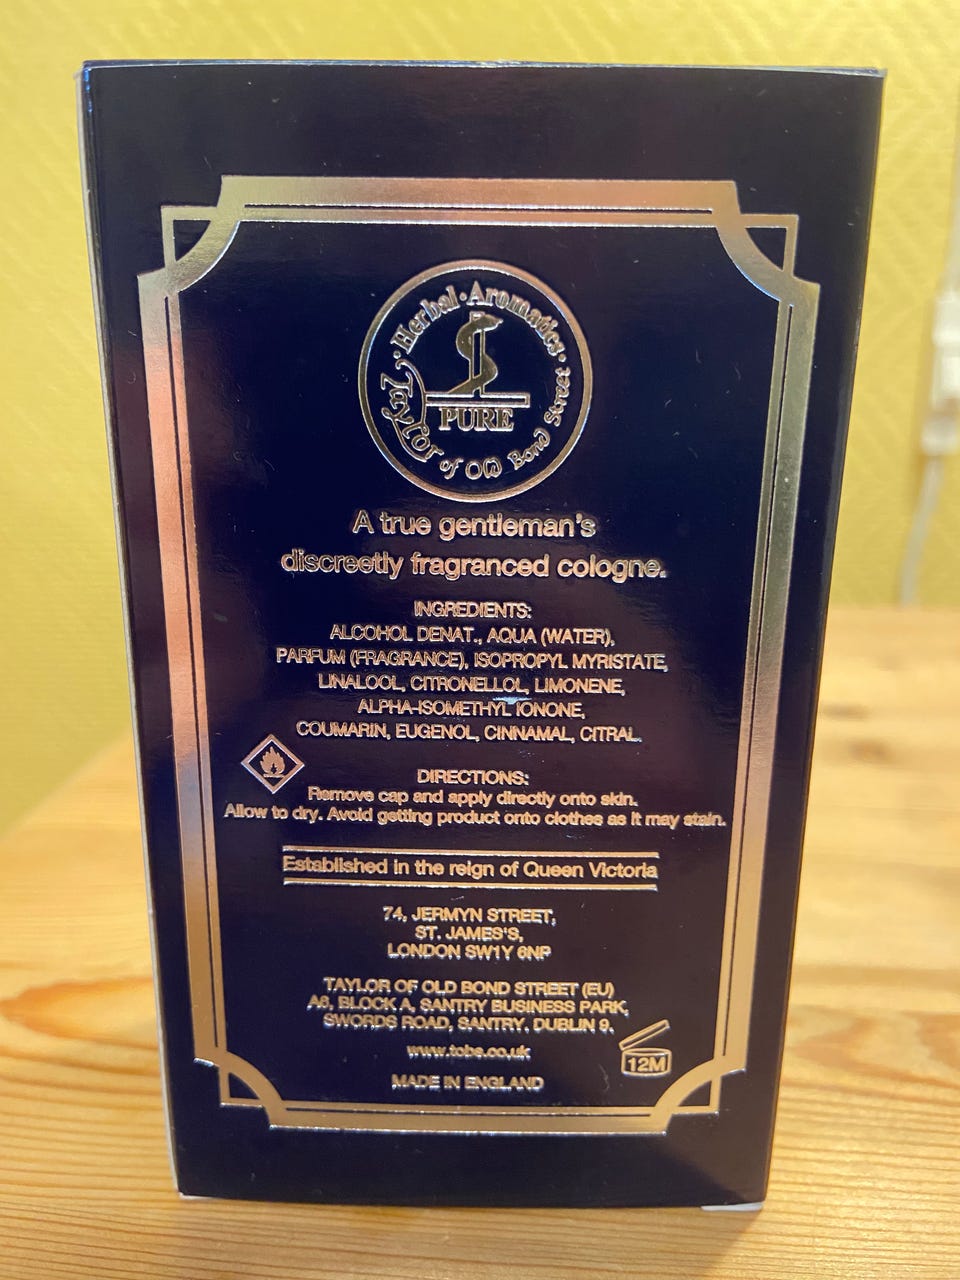 Herbal · Aromatics ·
Taylor of Old Bond Street
PURE
A true gentleman's
discreetly fragranced cologne.
INGREDIENTS:
ALCOHOL DENAT., AQUA (WATER),
PARFUM (FRAGRANCE), ISOPROPYL MYRISTATE,
LINALOOL, CITRONELLOL, LIMONENE,
ALPHA-ISOMETHYL IONONE,
COUMARIN, EUGENOL, CINNAMAL, CITRAL.
DIRECTIONS:
Remove cap and apply directly onto skin.
Allow to dry. Avoid getting product onto clothes as it may stain.
Established in the reign of Queen Victoria
74, JERMYN STREET,
ST. JAMES'S,
LONDON SW1Y 6NP
TAYLOR OF OLD BOND STREET (EU)
A6, BLOCK A, SANTRY BUSINESS PARK,
SWORDS ROAD, SANTRY, DUBLIN 9.
www.tobs.co.uk
12M
MADE IN ENGLAND